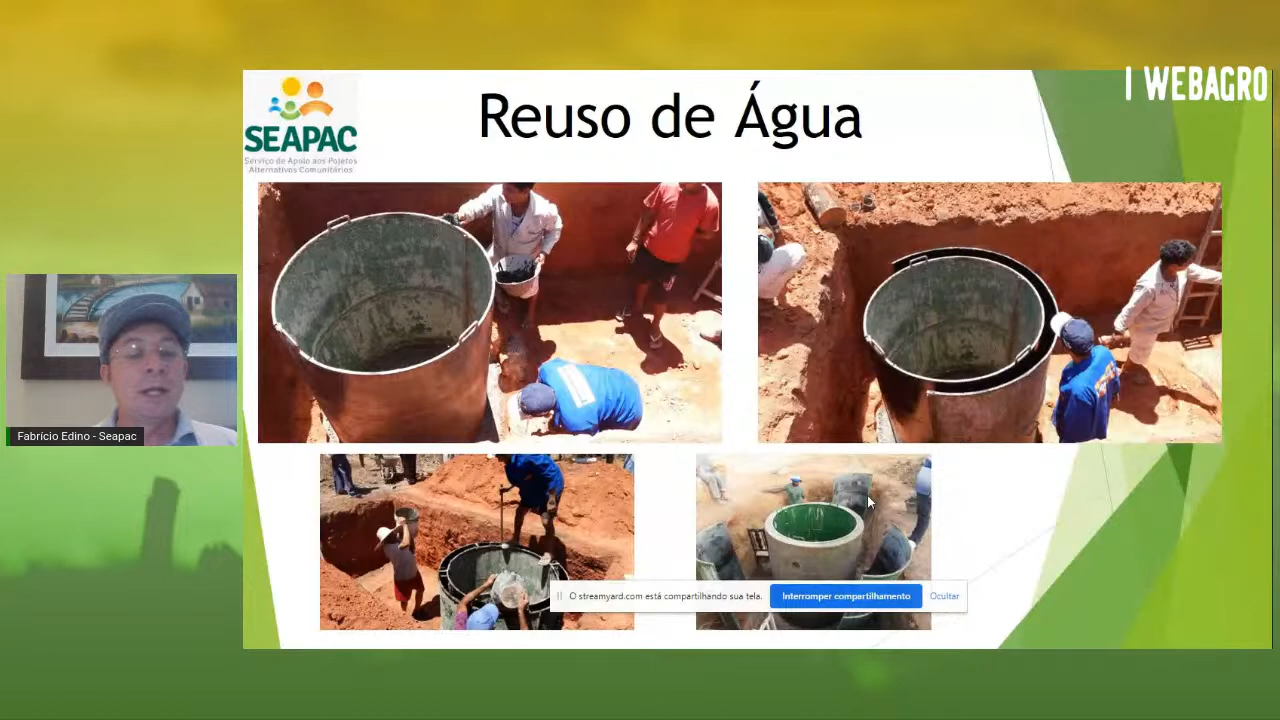 I WEBAGRO
SEAPAC
Serviço de Apoio aos Pojetos
Alternativos Comunitários
Reuso de Água
Fabrício Edino - Seapac
O streamyard.com está compartilhando sua tela.
Interromper compartilhamento
Ocultar